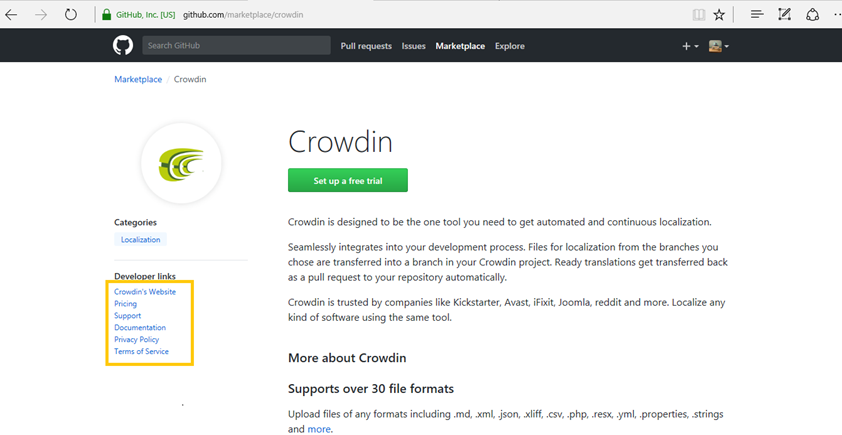 GitHub, Inc. [US] github.com/marketplace/crowdin
Search GitHub Pull requests Issues Marketplace Explore
Marketplace / Crowdin
Crowdin
Set up a free trial
Categories
Localization
Developer links
Crowdin's Website
Pricing
Support
Documentation
Privacy Policy
Terms of Service
Crowdin is designed to be the one tool you need to get automated and continuous localization.
Seamlessly integrates into your development process. Files for localization from the branches you
chose are transferred into a branch in your Crowdin project. Ready translations get transferred back
as a pull request to your repository automatically.
Crowdin is trusted by companies like Kickstarter, Avast, iFixit, Joomla, reddit and more. Localize any
kind of software using the same tool.
More about Crowdin
Supports over 30 file formats
Upload files of any formats including .md, .xml, .json, .xliff, .csv, .php, .resx, .yml, .properties, .strings
and more.